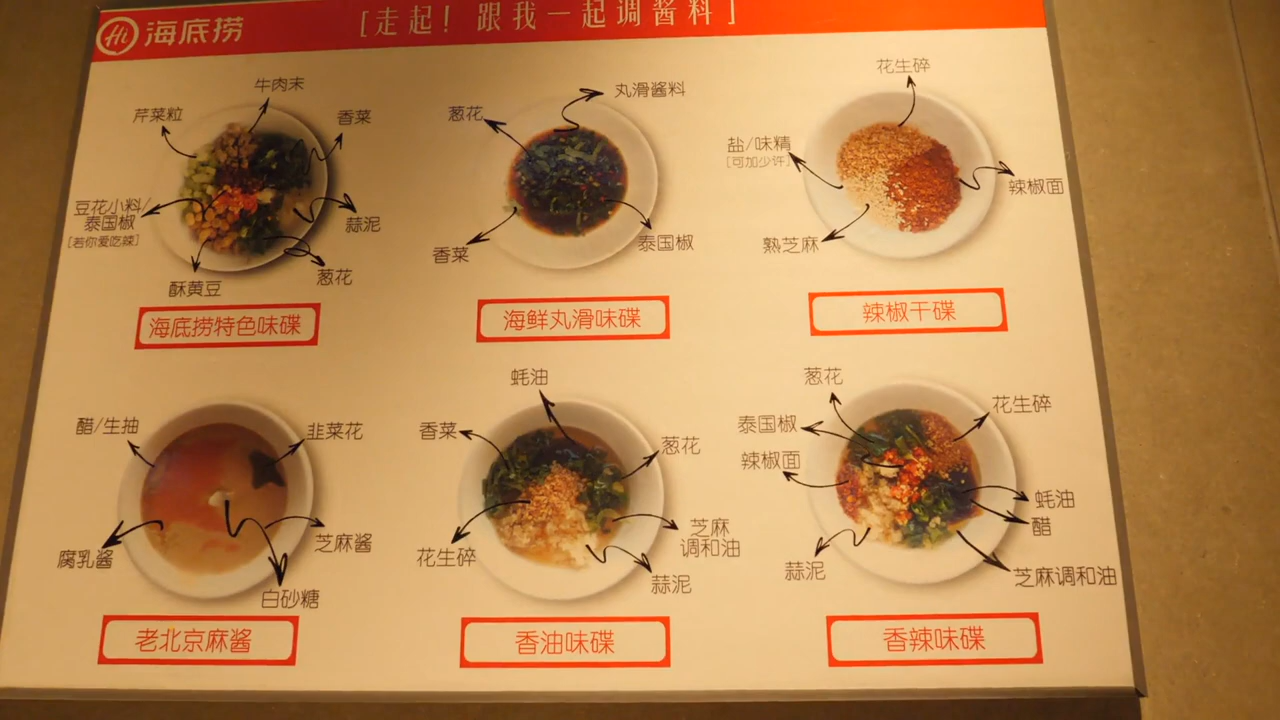 Hi 海底捞
[走起！跟我一起调酱料]
牛肉末
芹菜粒
香菜
豆花小料/
泰国椒
[若你爱吃辣]
蒜泥
葱花
酥黄豆
海底捞特色味碟
丸滑酱料
葱花
香菜
泰国椒
海鲜丸滑味碟
花生碎
盐/味精
[可加少许]
辣椒面
熟芝麻
辣椒干碟
醋/生抽
韭菜花
腐乳酱
芝麻酱
白砂糖
老北京麻酱
蚝油
香菜
葱花
花生碎
芝麻
调和油
蒜泥
香油味碟
葱花
花生碎
泰国椒
辣椒面
蚝油
醋
蒜泥
芝麻调和油
香辣味碟